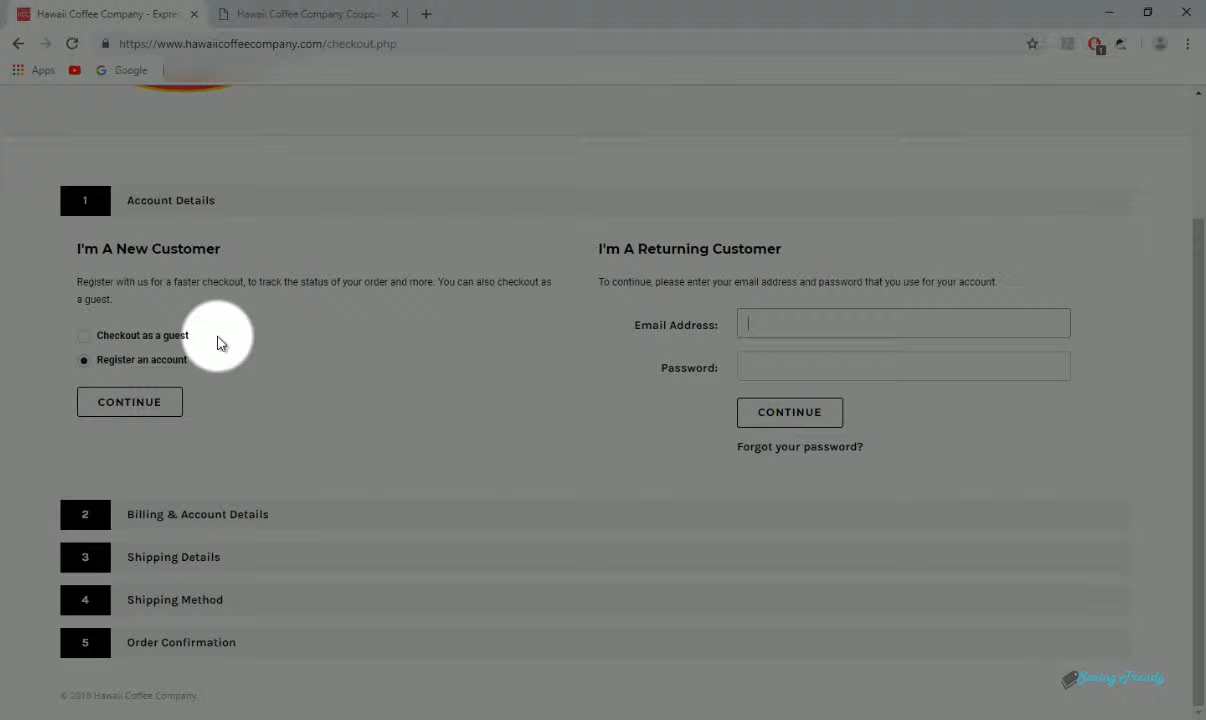 Hawaii Coffee Company - Expre
Hawaii Coffee Company Coupo
https://www.hawaiicoffeecompany.com/checkout.php
1
Apps
Google
1
Account Details
I'm A New Customer
Register with us for a faster checkout, to track the status of your order and more. You can also checkout as
a guest.
Checkout as a guest
Register an account
CONTINUE
I'm A Returning Customer
To continue, please enter your email address and password that you use for your account.
Email Address:
Password:
CONTINUE
Forgot your password?
2
Billing & Account Details
3
Shipping Details
4
Shipping Method
5
Order Confirmation
© 2018 Hawaii Coffee Company.
Saving Trendy